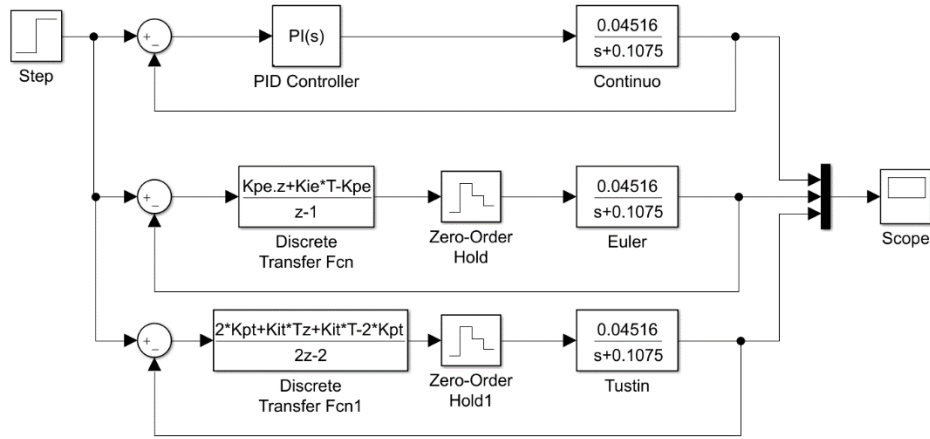 Step
+
−
PI(s)
PID Controller
0.04516
s+0.1075
Continuo
+
−
Kpe.z+Kie*T-Kpe
z-1
Discrete
Transfer Fcn
Zero-Order
Hold
0.04516
s+0.1075
Euler
Scope
+
−
2*Kpt+Kit*Tz+Kit*T-2*Kpt
2z-2
Discrete
Transfer Fcn1
Zero-Order
Hold1
0.04516
s+0.1075
Tustin